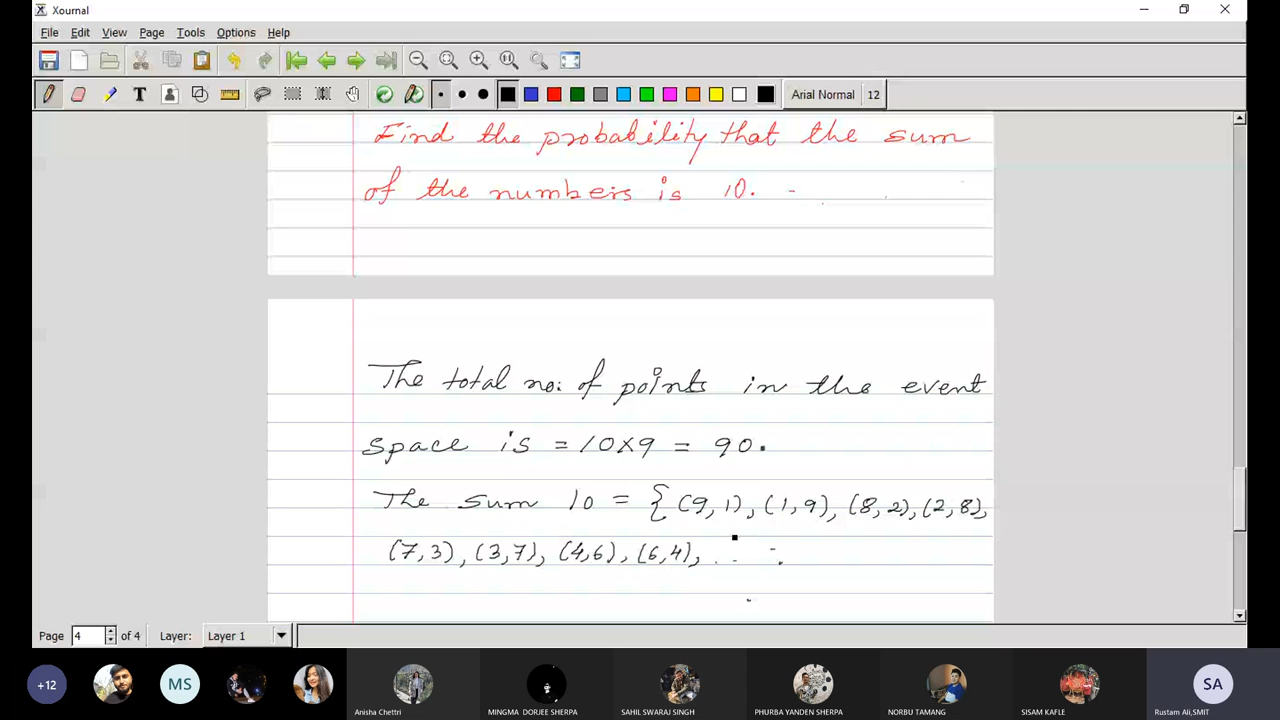 Xournal
File Edit View Page Tools Options Help
Arial Normal 12
Find the probability that the sum
of the numbers is 10.
The total no. of points in the event
space is = 10x9 = 90.
The sum 10 = {(9,1), (1,9), (8,2), (2,8),
(7,3), (3,7), (4,6), (6,4),
Page 4 of 4 Layer: Layer 1
+12 MS SA
Anisha Chettri MINGMA DORJEE SHERPA SAHIL SWARAJ SINGH PHURBA YANDEN SHERPA NORBU TAMANG SISAM KAFLE Rustam Ali,SMIT